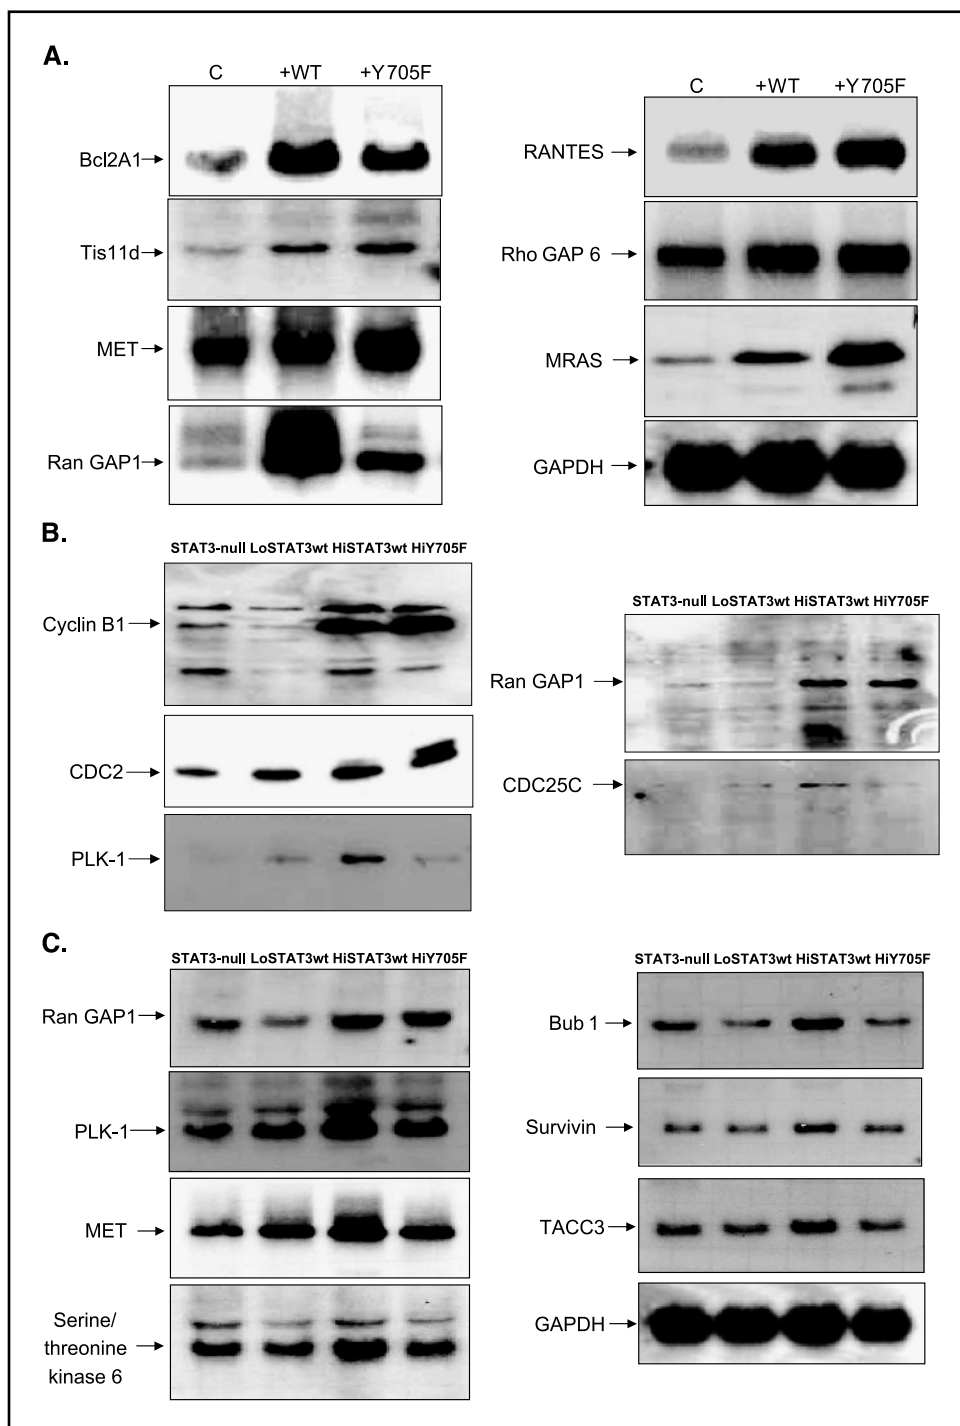 A.
C +WT +Y705F
Bcl2A1
Tis11d
MET
Ran GAP1
C +WT +Y705F
RANTES
Rho GAP 6
MRAS
GAPDH
B.
STAT3-null LoSTAT3wt HiSTAT3wt HiY705F
Cyclin B1
CDC2
PLK-1
STAT3-null LoSTAT3wt HiSTAT3wt HiY705F
Ran GAP1
CDC25C
C.
STAT3-null LoSTAT3wt HiSTAT3wt HiY705F
Ran GAP1
PLK-1
MET
Serine/
threonine
kinase 6
STAT3-null LoSTAT3wt HiSTAT3wt HiY705F
Bub 1
Survivin
TACC3
GAPDH